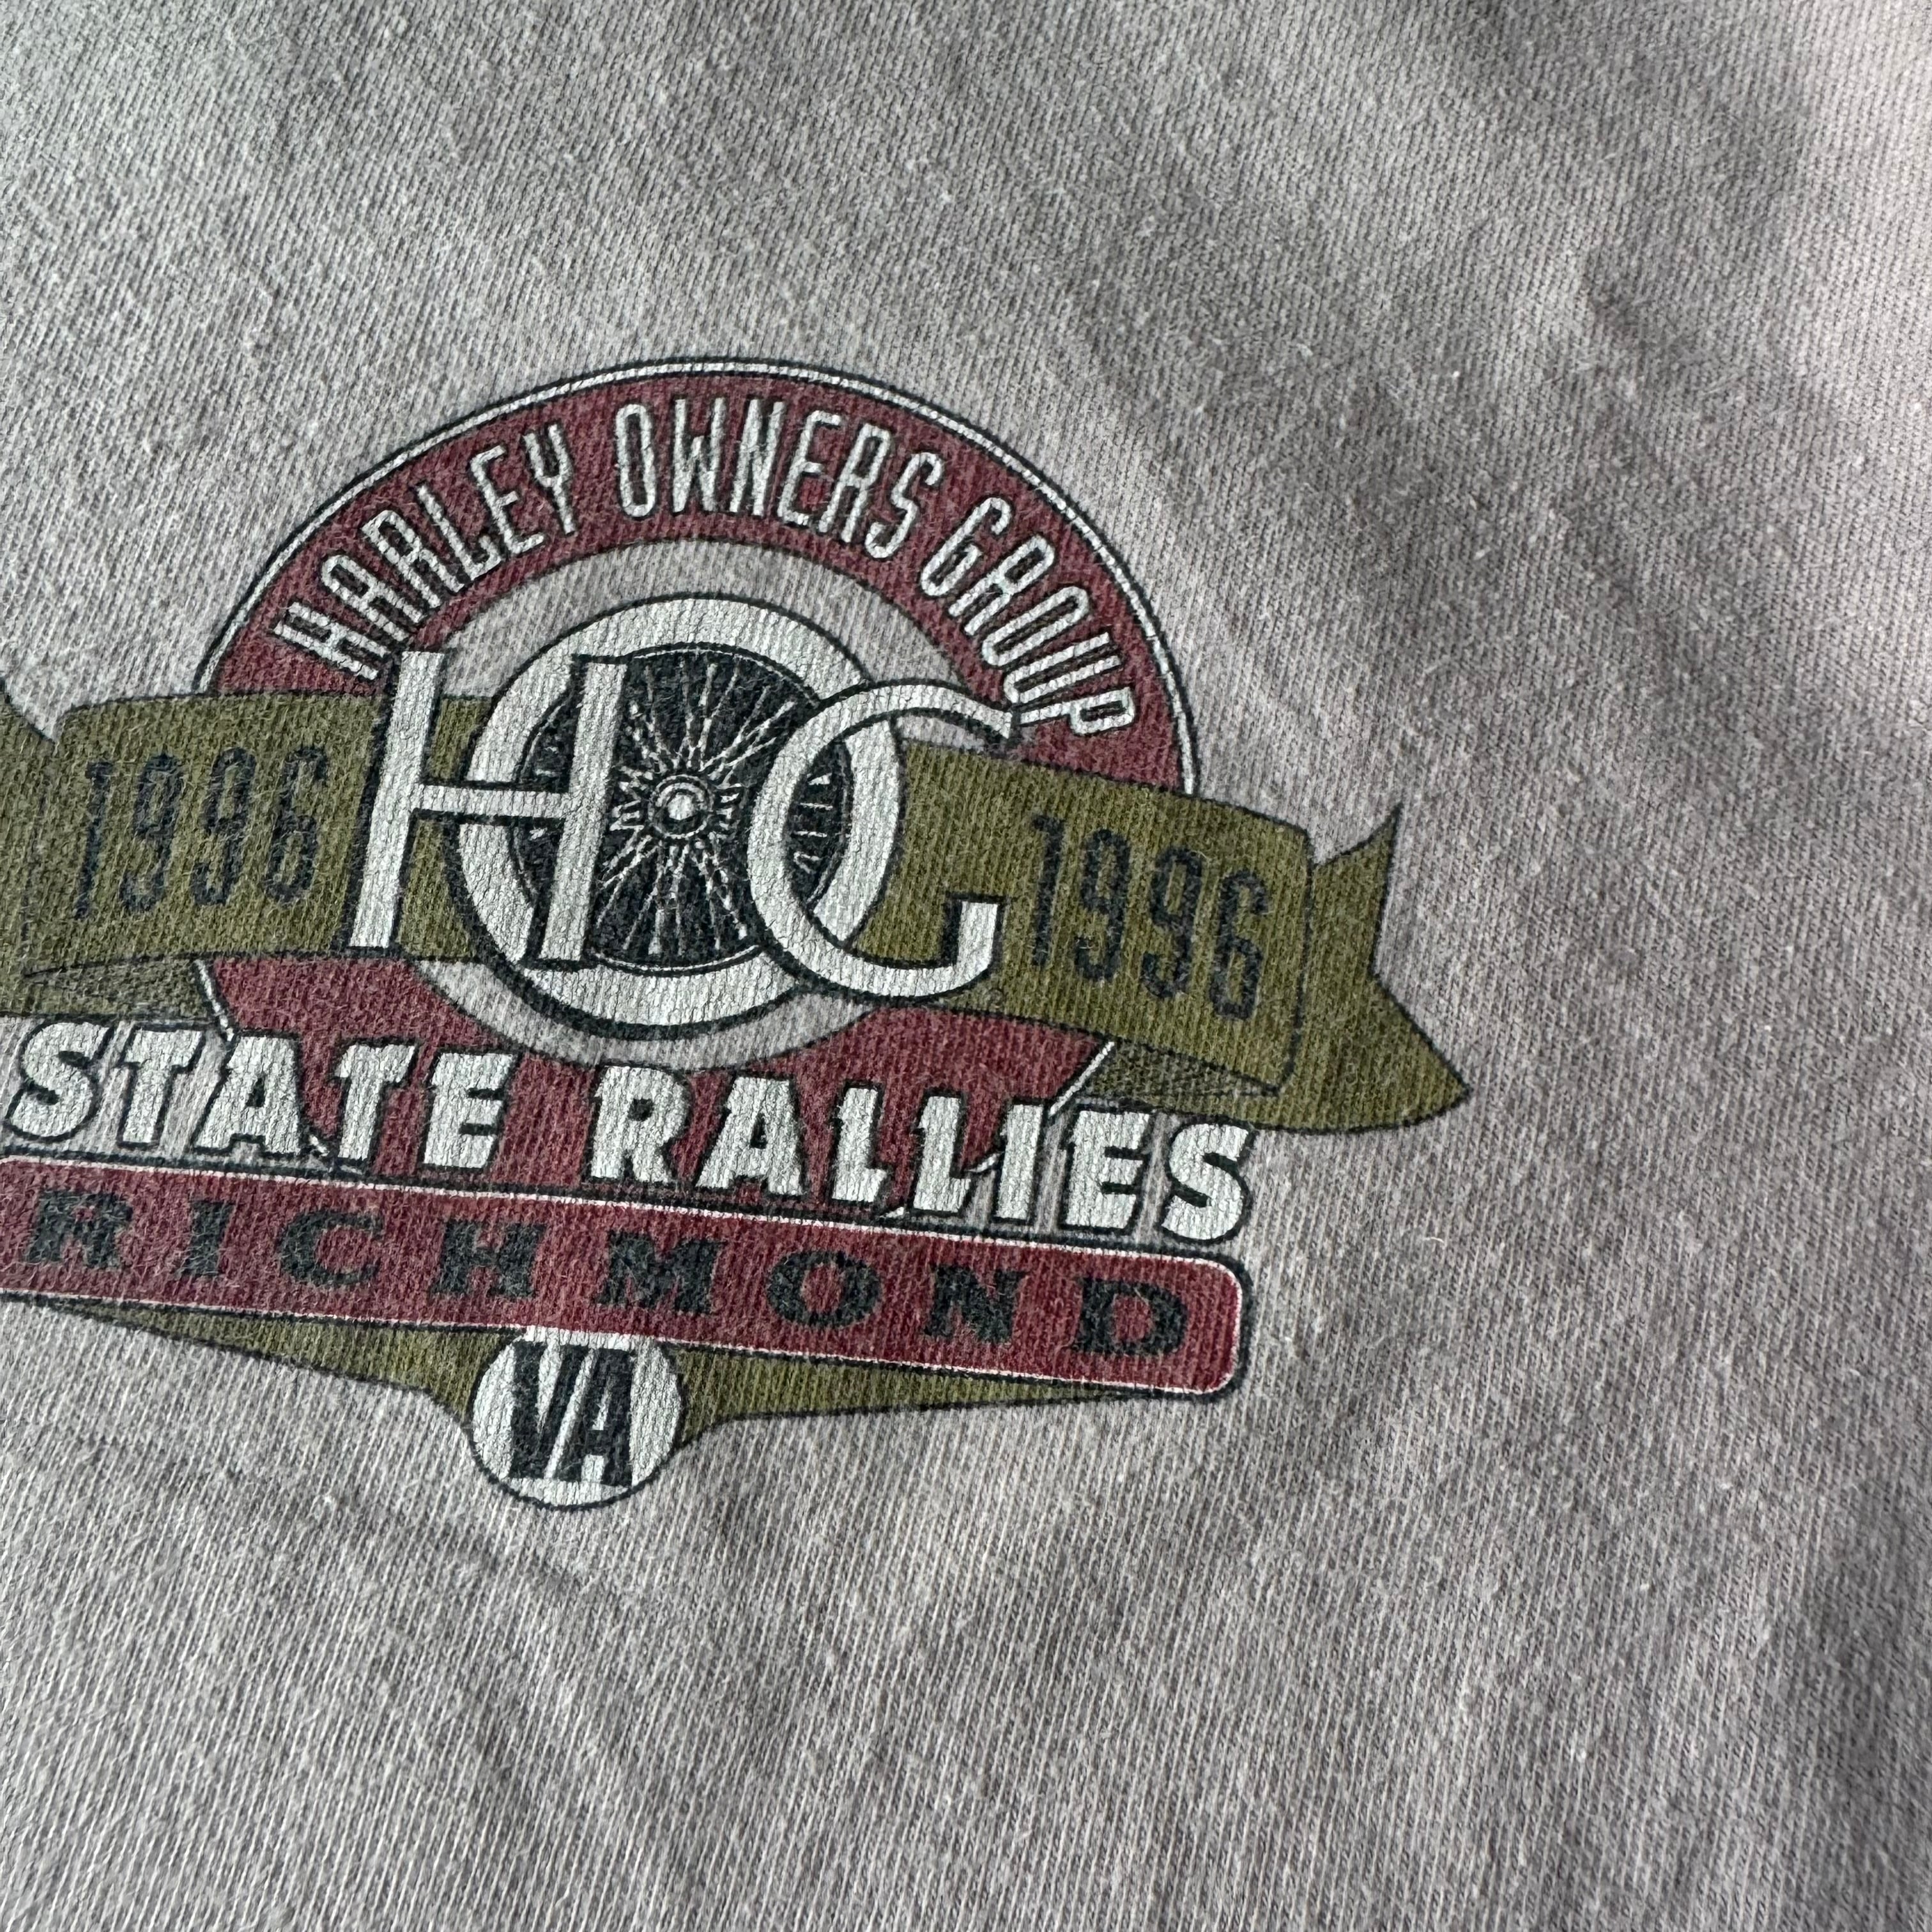 HARLEY OWNERS GROUP
1996 HOG 1996
STATE RALLIES
RICHMOND
VA